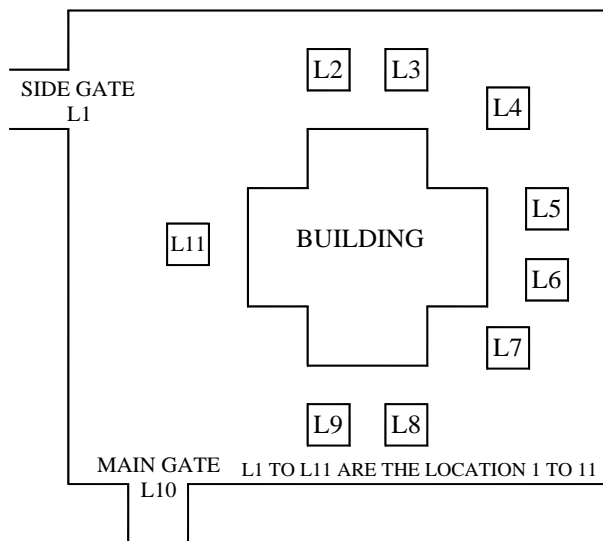 L2 L3
SIDE GATE
L1
L4
L5
L11
BUILDING
L6
L7
L9 L8
MAIN GATE
L10
L1 TO L11 ARE THE LOCATION 1 TO 11